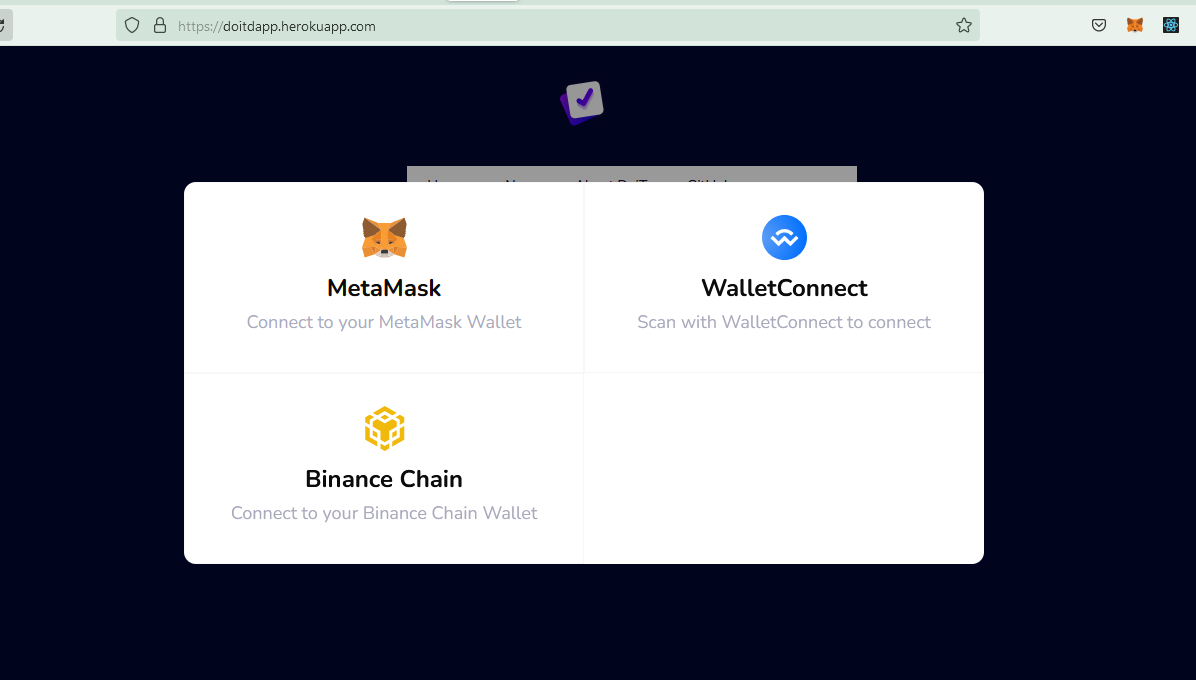 https://doitdapp.herokuapp.com
MetaMask
WalletConnect
Connect to your MetaMask Wallet
Scan with WalletConnect to connect
Binance Chain
Connect to your Binance Chain Wallet